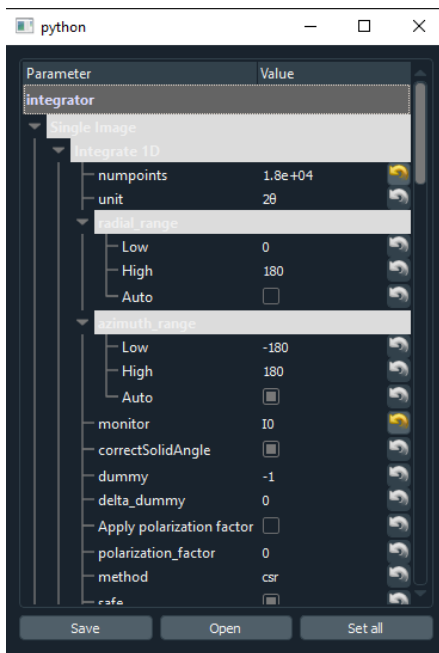 python
Parameter Value
integrator
Single Image
Integrate 1D
numpoints 1.8e+04
unit 2θ
radial_range
Low 0
High 180
Auto
azimuth_range
Low -180
High 180
Auto
monitor I0
correctSolidAngle
dummy -1
delta_dummy 0
Apply polarization factor
polarization_factor 0
method csr
safe
Save Open Set all